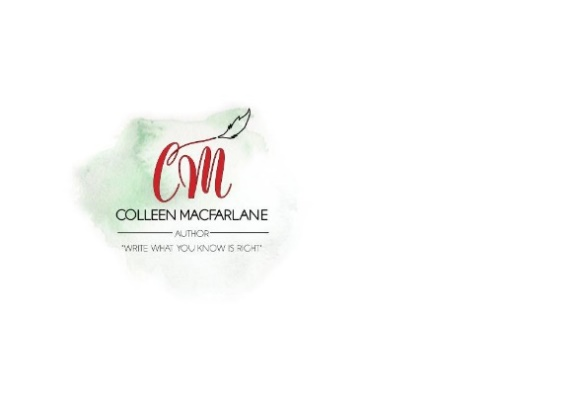 CM
COLLEEN MACFARLANE
AUTHOR
"WRITE WHAT YOU KNOW IS RIGHT"